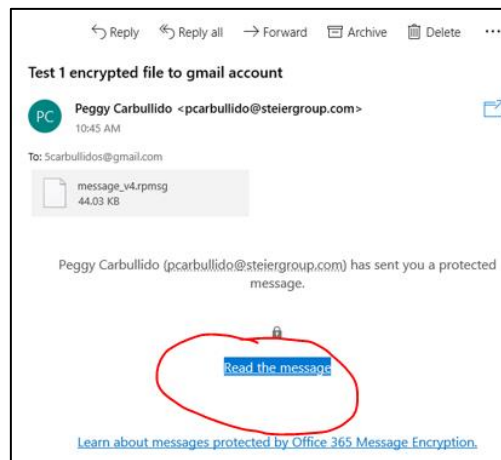 Reply Reply all Forward Archive Delete ...
Test 1 encrypted file to gmail account
PC
Peggy Carbullido <pcarbullido@steiergroup.com>
10:45 AM
To: 5carbullidos@gmail.com
message_v4.rpmsg
44.03 KB
Peggy Carbullido (pcarbullido@steiergroup.com) has sent you a protected
message.
Read the message
Learn about messages protected by Office 365 Message Encryption.